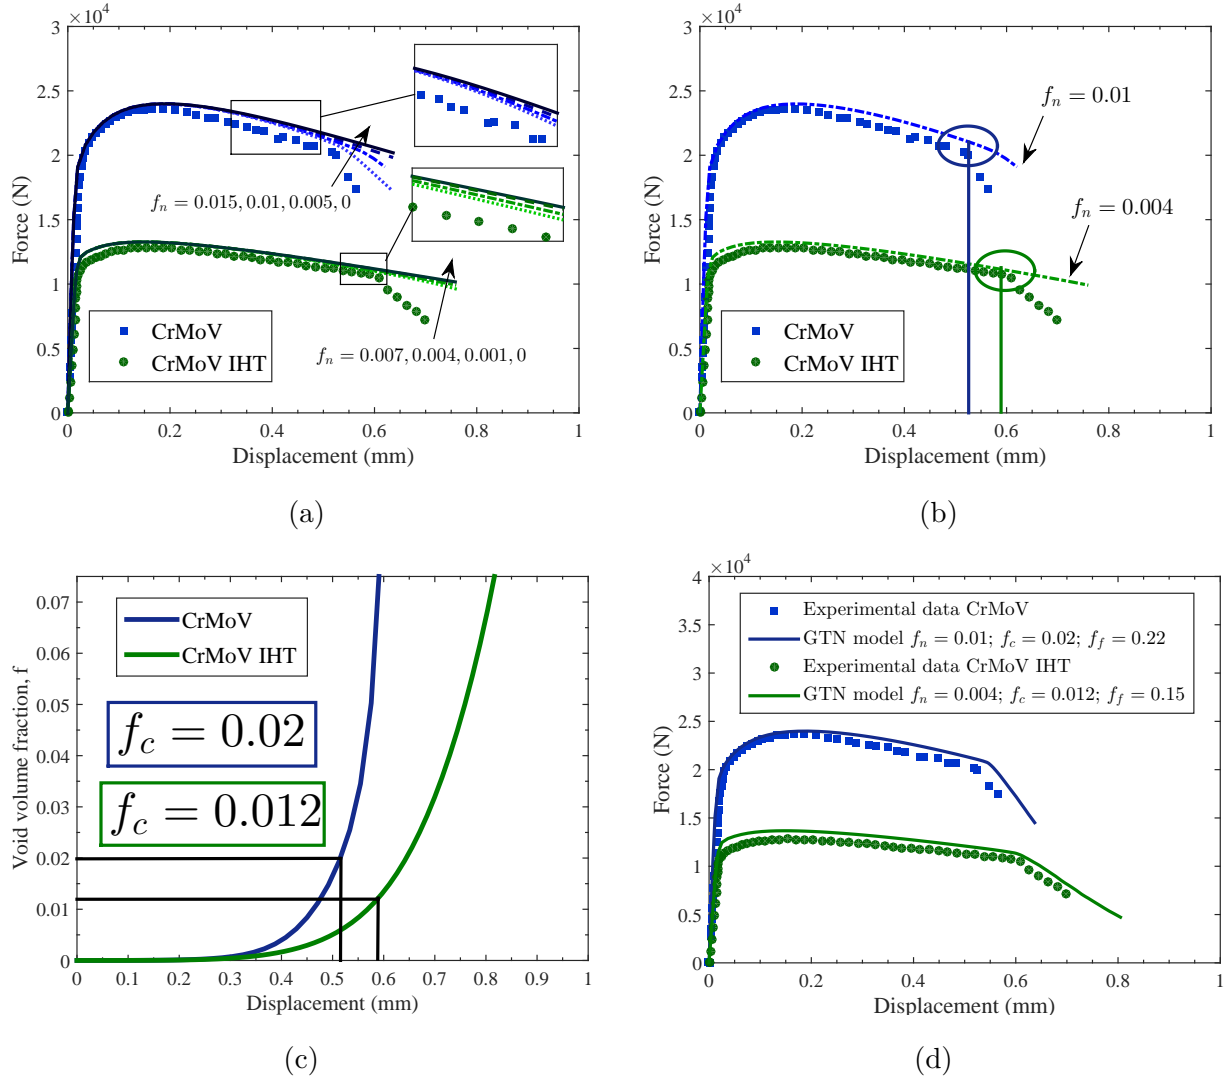 ×10⁴
3
2.5
2
1.5
1
0.5
0
Force (N)
f_n = 0.015, 0.01, 0.005, 0
f_n = 0.007, 0.004, 0.001, 0
CrMoV
CrMoV IHT
0 0.2 0.4 0.6 0.8 1
Displacement (mm)
(a)
×10⁴
3
2.5
2
1.5
1
0.5
0
Force (N)
f_n = 0.01
f_n = 0.004
CrMoV
CrMoV IHT
0 0.2 0.4 0.6 0.8 1
Displacement (mm)
(b)
0.07
0.06
0.05
0.04
0.03
0.02
0.01
0
Void volume fraction, f
CrMoV
CrMoV IHT
f_c = 0.02
f_c = 0.012
0 0.1 0.2 0.3 0.4 0.5 0.6 0.7 0.8 0.9 1
Displacement (mm)
(c)
×10⁴
4
3.5
3
2.5
2
1.5
1
0.5
0
Force (N)
Experimental data CrMoV
GTN model f_n = 0.01; f_c = 0.02; f_f = 0.22
Experimental data CrMoV IHT
GTN model f_n = 0.004; f_c = 0.012; f_f = 0.15
0 0.2 0.4 0.6 0.8 1
Displacement (mm)
(d)